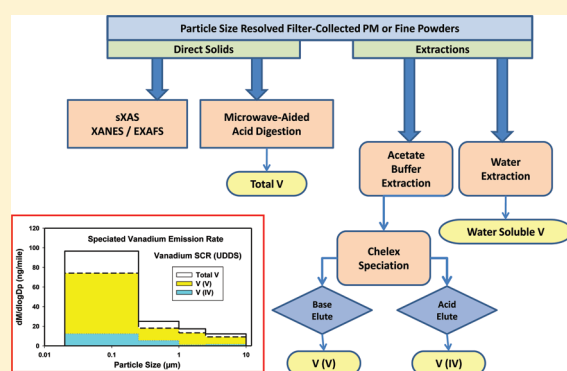 Particle Size Resolved Filter-Collected PM or Fine Powders
Direct Solids
Extractions
sXAS
XANES / EXAFS
Microwave-Aided
Acid Digestion
Acetate
Buffer
Extraction
Water
Extraction
Total V
Water Soluble V
Chelex
Speciation
Base
Elute
Acid
Elute
V (V)
V (IV)
Speciated Vanadium Emission Rate
Vanadium SCR (UDDS)
Total V
V (V)
V (IV)
dM/dlogDp (ng/mile)
120
100
80
60
40
20
0
0.01
0.1
1
10
Particle Size (µm)